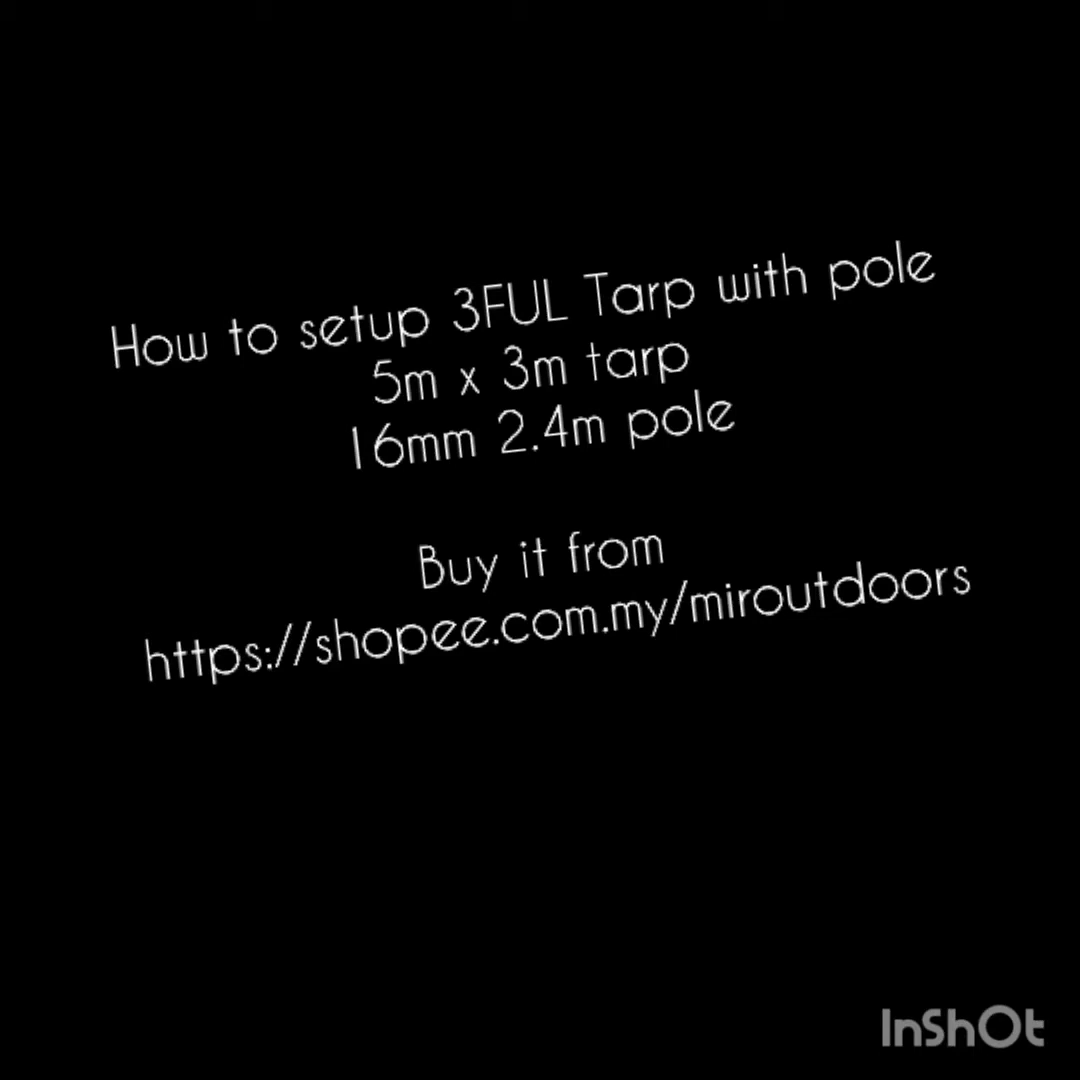 How to setup 3FUL Tarp with pole
5m x 3m tarp
16mm 2.4m pole
Buy it from
https://shopee.com.my/miroutdoors
InShOt